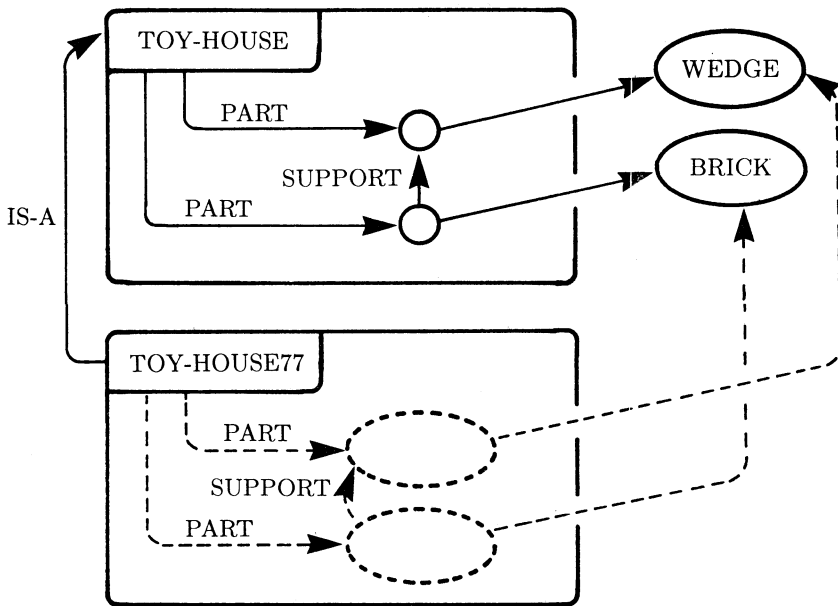 TOY-HOUSE
WEDGE
PART
BRICK
SUPPORT
PART
IS-A
TOY-HOUSE77
PART
SUPPORT
PART